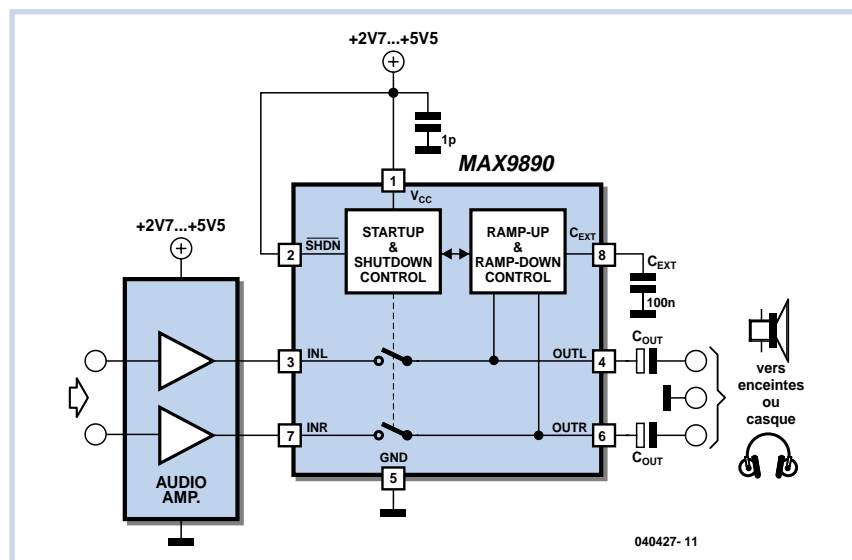 +2V7...+5V5
1p
MAX9890
1
VCC
+2V7...+5V5
2
SHDN
STARTUP
&
SHUTDOWN
CONTROL
RAMP-UP
&
RAMP-DOWN
CONTROL
CEXT
8
CEXT
100n
3
INL
OUTL
4
COUT
vers
enceintes
ou
casque
7
INR
OUTR
6
COUT
GND
5
AUDIO
AMP.
040427- 11